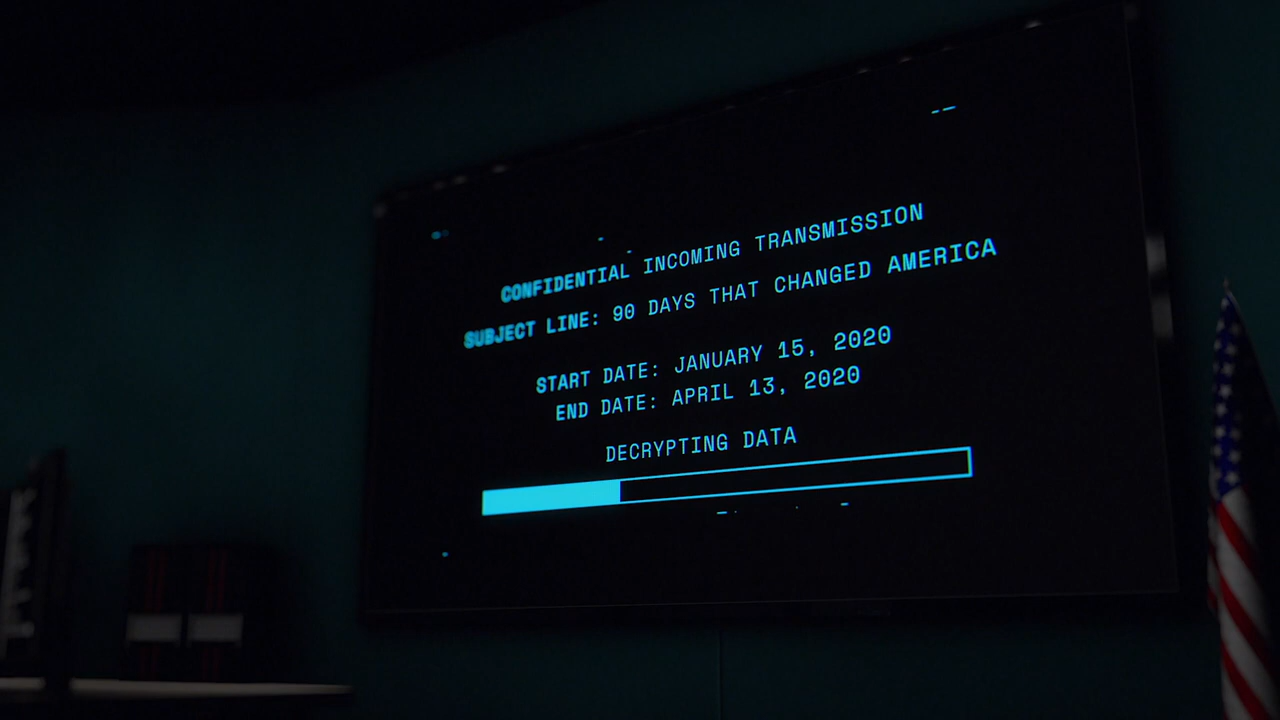 CONFIDENTIAL INCOMING TRANSMISSION
SUBJECT LINE: 90 DAYS THAT CHANGED AMERICA
START DATE: JANUARY 15, 2020
END DATE: APRIL 13, 2020
DECRYPTING DATA